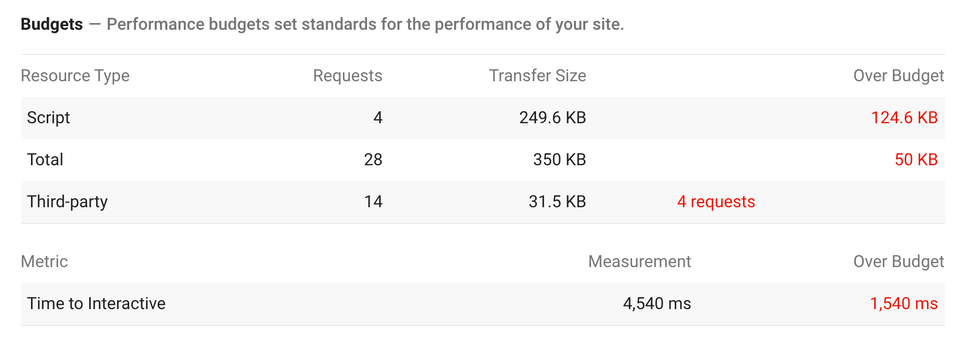 Budgets — Performance budgets set standards for the performance of your site.
Resource Type Requests Transfer Size Over Budget
Script 4 249.6 KB 124.6 KB
Total 28 350 KB 50 KB
Third-party 14 31.5 KB 4 requests
Metric Measurement Over Budget
Time to Interactive 4,540 ms 1,540 ms